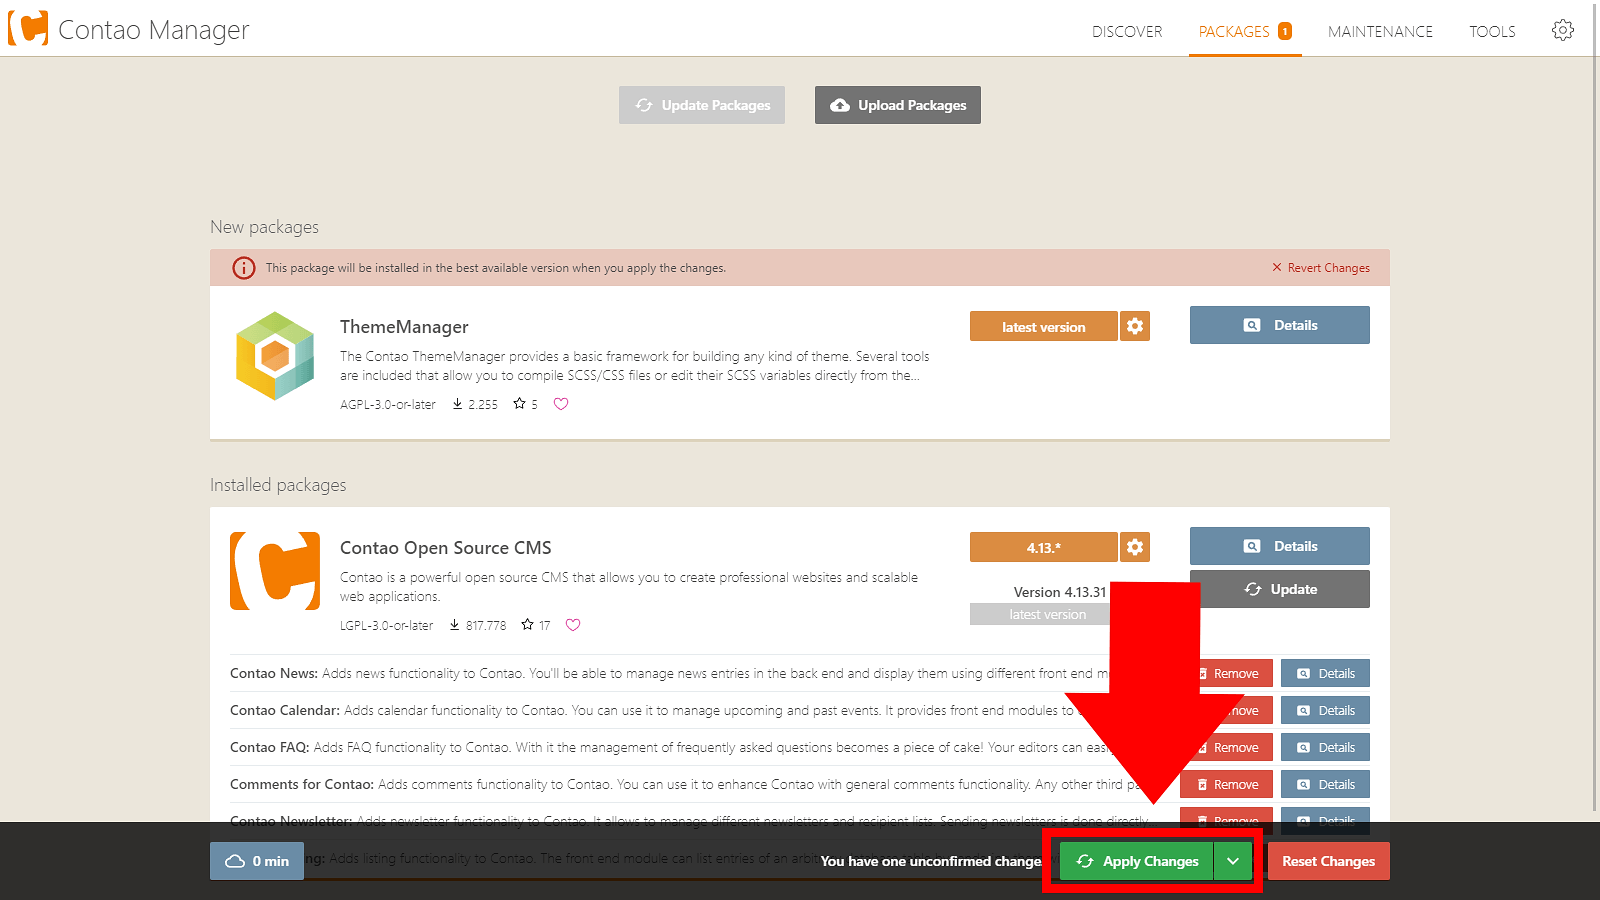 Contao Manager
DISCOVER
PACKAGES 1
MAINTENANCE
TOOLS
Update Packages
Upload Packages
New packages
This package will be installed in the best available version when you apply the changes.
Revert Changes
ThemeManager
latest version
Details
The Contao ThemeManager provides a basic framework for building any kind of theme. Several tools
are included that allow you to compile SCSS/CSS files or edit their SCSS variables directly from the...
AGPL-3.0-or-later 2.255 5
Installed packages
Contao Open Source CMS
4.13.*
Details
Contao is a powerful open source CMS that allows you to create professional websites and scalable
web applications.
Version 4.13.31
Update
latest version
LGPL-3.0-or-later 817.778 17
Contao News: Adds news functionality to Contao. You'll be able to manage news entries in the back end and display them using different front end
Remove
Details
Contao Calendar: Adds calendar functionality to Contao. You can use it to manage upcoming and past events. It provides front end modules to
Details
Contao FAQ: Adds FAQ functionality to Contao. With it the management of frequently asked questions becomes a piece of cake! Your editors can
Remove
Details
Comments for Contao: Adds comments functionality to Contao. You can use it to enhance Contao with general comments functionality. Any other third
Remove
Details
Contao Newsletter: Adds newsletter functionality to Contao. It allows to manage different newsletters and recipient lists. Sending newsletters is done directly...
Remove
Details
Adds listing functionality to Contao. The front end module can list entries of an
0 min
You have one unconfirmed change
Apply Changes
Reset Changes